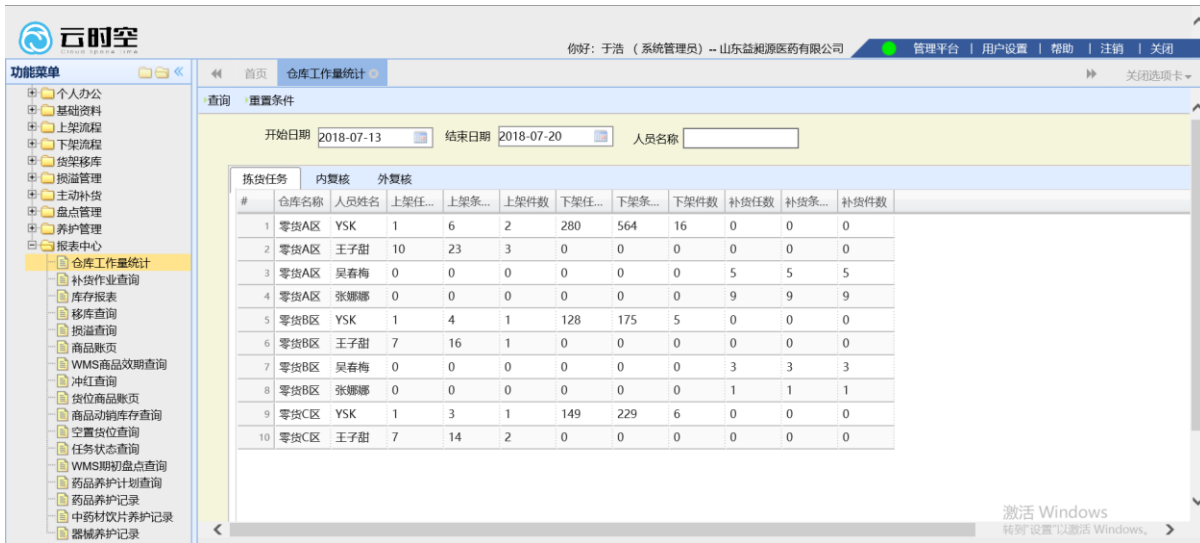 云时空
Cloud Space Time
你好：于浩 （ 系统管理员）-- 山东益昶源医药有限公司
管理平台 | 用户设置 | 帮助 | 注销 | 关闭
功能菜单
首页 仓库工作量统计
关闭选项卡
个人办公
基础资料
上架流程
下架流程
货架移库
损溢管理
主动补货
盘点管理
养护管理
报表中心
仓库工作量统计
补货作业查询
库存报表
移库查询
损溢查询
商品账页
WMS商品效期查询
冲红查询
货位商品账页
商品动销库存查询
空置货位查询
任务状态查询
WMS期初盘点查询
药品养护计划查询
药品养护记录
中药材饮片养护记录
器械养护记录
查询 重置条件
开始日期 2018-07-13 结束日期 2018-07-20 人员名称
拣货任务 内复核 外复核
# 仓库名称 人员姓名 上架任... 上架条... 上架件数 下架任... 下架条... 下架件数 补货任数 补货条... 补货件数
1 零货A区 YSK 1 6 2 280 564 16 0 0 0
2 零货A区 王子甜 10 23 3 0 0 0 0 0 0
3 零货A区 吴春梅 0 0 0 0 0 0 5 5 5
4 零货A区 张娜娜 0 0 0 0 0 0 9 9 9
5 零货B区 YSK 1 4 1 128 175 5 0 0 0
6 零货B区 王子甜 7 16 1 0 0 0 0 0 0
7 零货B区 吴春梅 0 0 0 0 0 0 3 3 3
8 零货B区 张娜娜 0 0 0 0 0 0 1 1 1
9 零货C区 YSK 1 3 1 149 229 6 0 0 0
10 零货C区 王子甜 7 14 2 0 0 0 0 0 0
激活 Windows
转到"设置"以激活 Windows。